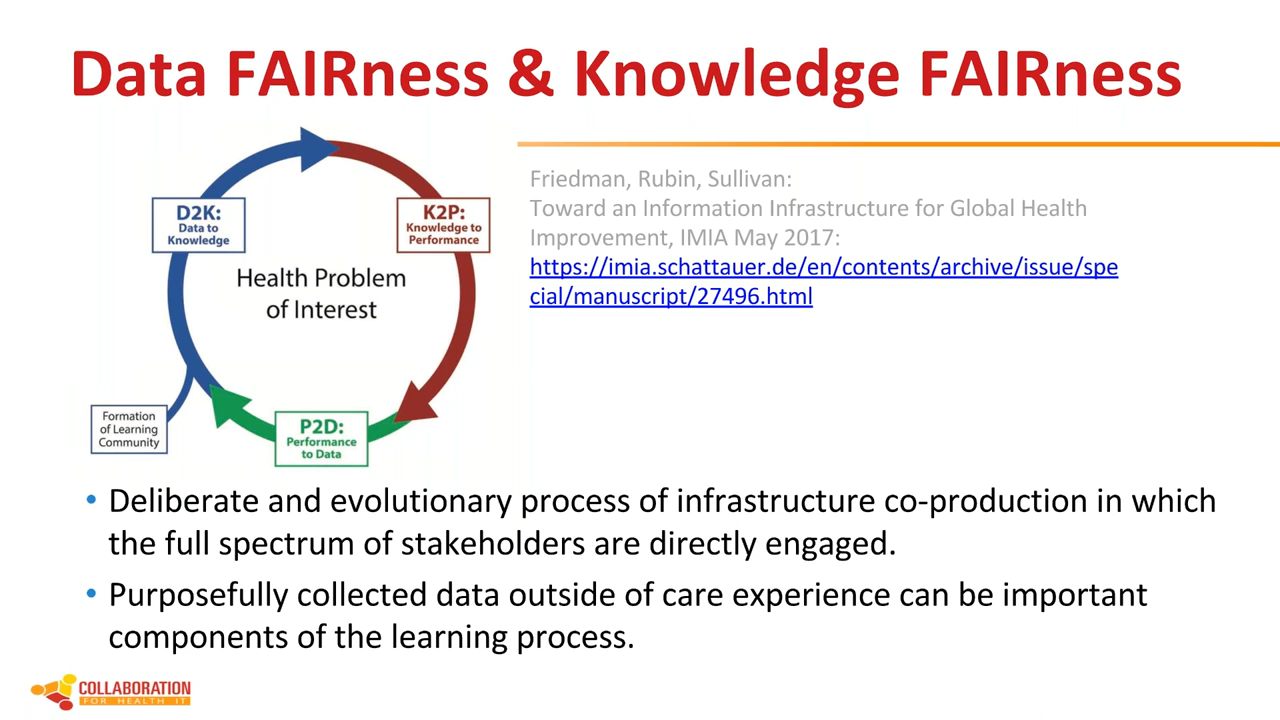 Data FAIRness & Knowledge FAIRness
D2K:
Data to
Knowledge
K2P:
Knowledge to
Performance
Health Problem
of Interest
Formation
of Learning
Community
P2D:
Performance
to Data
Friedman, Rubin, Sullivan:
Toward an Information Infrastructure for Global Health
Improvement, IMIA May 2017:
https://imia.schattauer.de/en/contents/archive/issue/spe
cial/manuscript/27496.html
• Deliberate and evolutionary process of infrastructure co-production in which
the full spectrum of stakeholders are directly engaged.
• Purposefully collected data outside of care experience can be important
components of the learning process.
COLLABORATION
FOR HEALTH IT